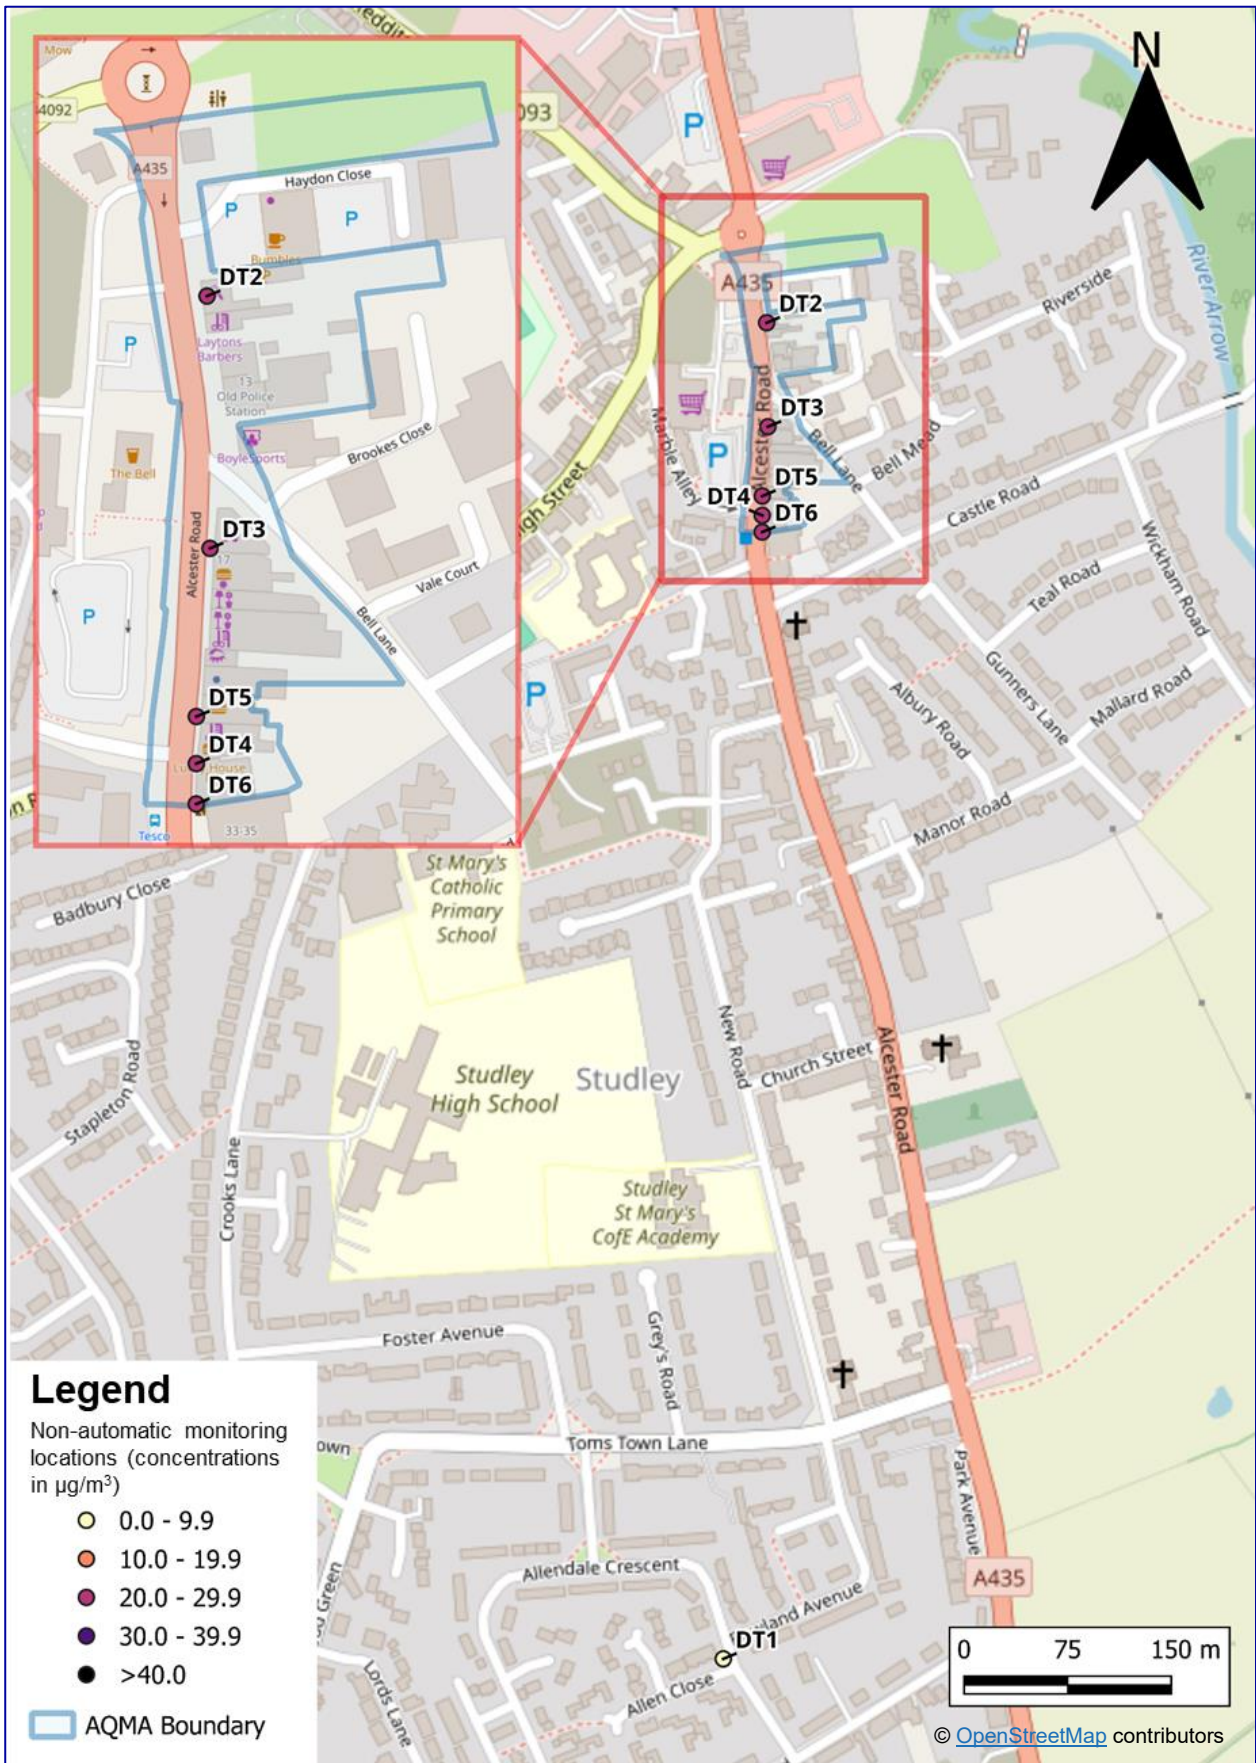 Mow
4092
A435
Haydon Close
P
P
Bumbles
DT2
Laytons
Barbers
P
13
Old Police
Station
BoyleSports
Brookes Close
The Bell
DT3
17
Alcester Road
Vale Court
P
Bell Lane
DT5
DT4
House
DT6
33-35
Tesco
N
P
A435
DT2
Riverside
River Arrow
DT3
Alcester Road
Marble Alley
P
Bell Lane
Bell Mead
DT5
DT4
DT6
High Street
Castle Road
Wickham Road
Teal Road
Gunners Lane
Mallard Road
Albury Road
P
Manor Road
Badbury Close
St Mary's
Catholic
Primary
School
New Road
Church Street
Alcester Road
Stapleton Road
Studley
High School
Studley
Crooks Lane
Studley
St Mary's
CofE Academy
Foster Avenue
Grey's Road
Toms Town Lane
Park Avenue
Allendale Crescent
A435
DT1
Allen Close
Lords Lane
Legend
Non-automatic monitoring
locations (concentrations
in µg/m³)
0.0 - 9.9
10.0 - 19.9
20.0 - 29.9
30.0 - 39.9
>40.0
AQMA Boundary
0 75 150 m
© OpenStreetMap contributors